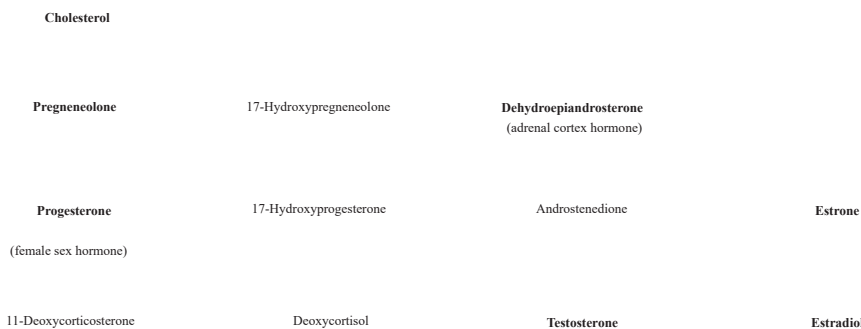 Cholesterol
Pregneneolone 17-Hydroxypregneneolone Dehydroepiandrosterone
(adrenal cortex hormone)
Progesterone 17-Hydroxyprogesterone Androstenedione Estrone
(female sex hormone)
11-Deoxycorticosterone Deoxycortisol Testosterone Estradiol